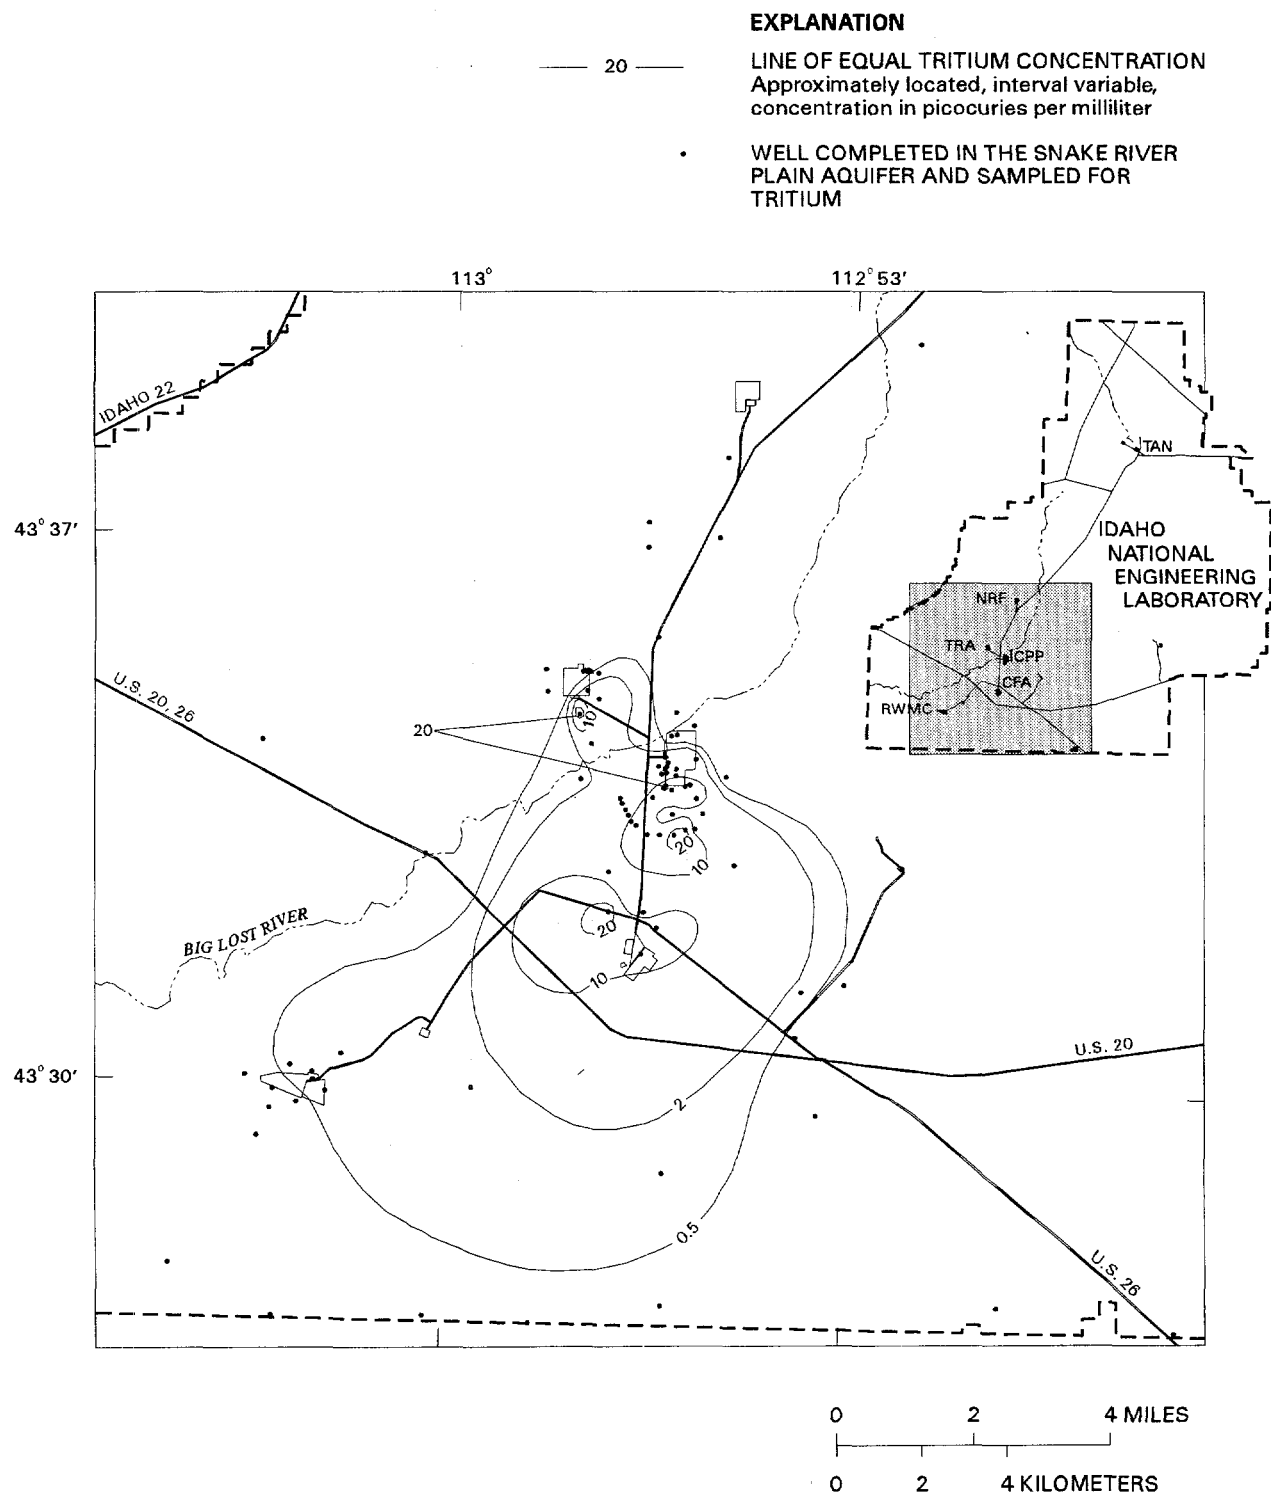 EXPLANATION
20
LINE OF EQUAL TRITIUM CONCENTRATION
Approximately located, interval variable,
concentration in picocuries per milliliter
WELL COMPLETED IN THE SNAKE RIVER
PLAIN AQUIFER AND SAMPLED FOR
TRITIUM
113°
112° 53'
IDAHO 22
TAN
43° 37'
IDAHO
NATIONAL
ENGINEERING
LABORATORY
NRF
TRA
ICPP
CFA
RWMC
U.S. 20, 26
10
20
20
10
BIG LOST RIVER
20
10
U.S. 20
43° 30'
2
0.5
U.S. 26
0 2 4 MILES
0 2 4 KILOMETERS